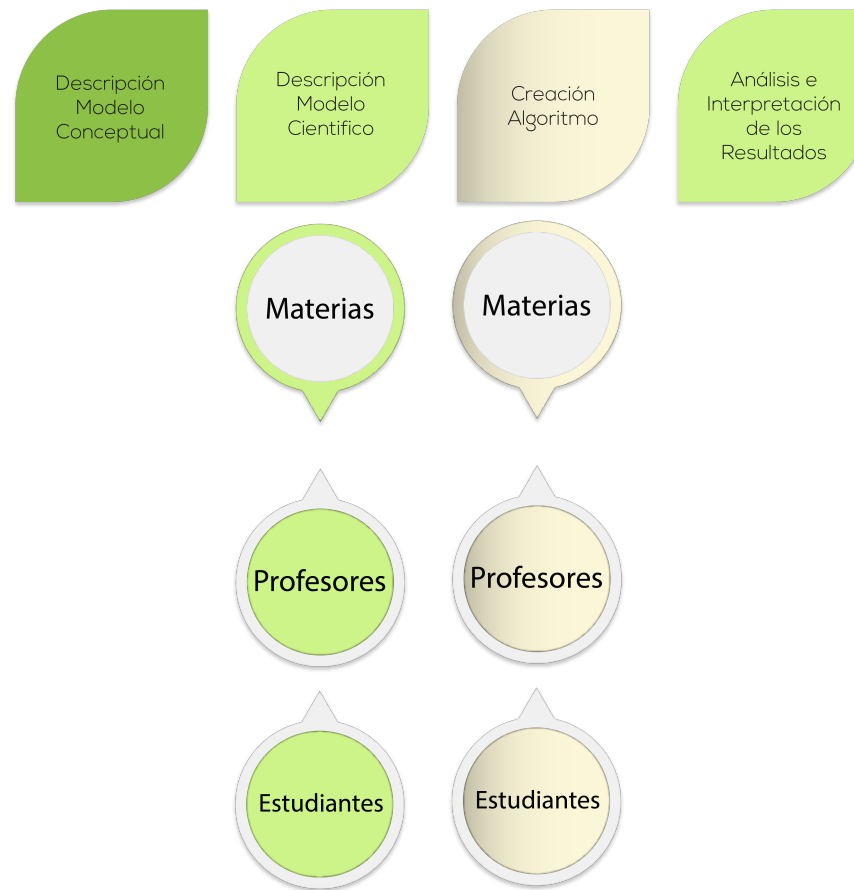 Descripción
Modelo
Conceptual
Descripción
Modelo
Cientifico
Creación
Algoritmo
Análisis e
Interpretación
de los
Resultados
Materias
Materias
Profesores
Profesores
Estudiantes
Estudiantes